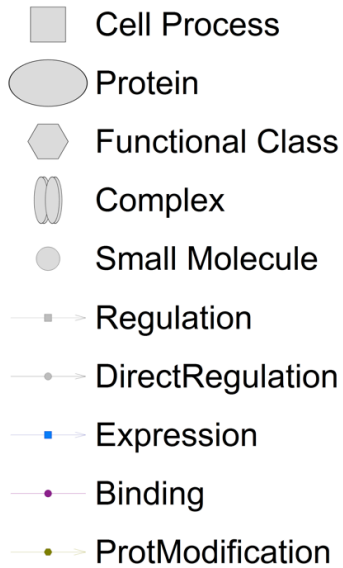 Cell Process
Protein
Functional Class
Complex
Small Molecule
Regulation
DirectRegulation
Expression
Binding
ProtModification